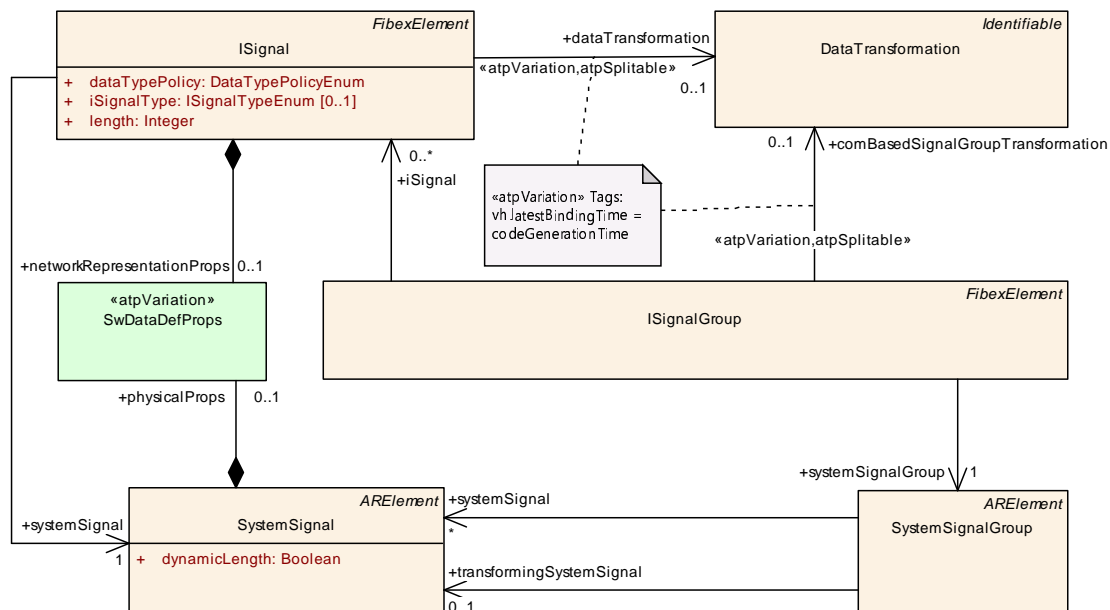 FibexElement
ISignal
+ dataTypePolicy: DataTypePolicyEnum
+ iSignalType: ISignalTypeEnum [0..1]
+ length: Integer
+dataTransformation
«atpVariation,atpSplitable»
0..1
Identifiable
DataTransformation
0..*
+iSignal
0..1
+comBasedSignalGroupTransformation
«atpVariation» Tags:
vh.latestBindingTime =
codeGenerationTime
«atpVariation,atpSplitable»
+networkRepresentationProps
0..1
«atpVariation»
SwDataDefProps
FibexElement
ISignalGroup
+physicalProps
0..1
+systemSignalGroup
1
+systemSignal
1
ARElement
SystemSignal
+ dynamicLength: Boolean
+systemSignal
*
+transformingSystemSignal
0..1
ARElement
SystemSignalGroup